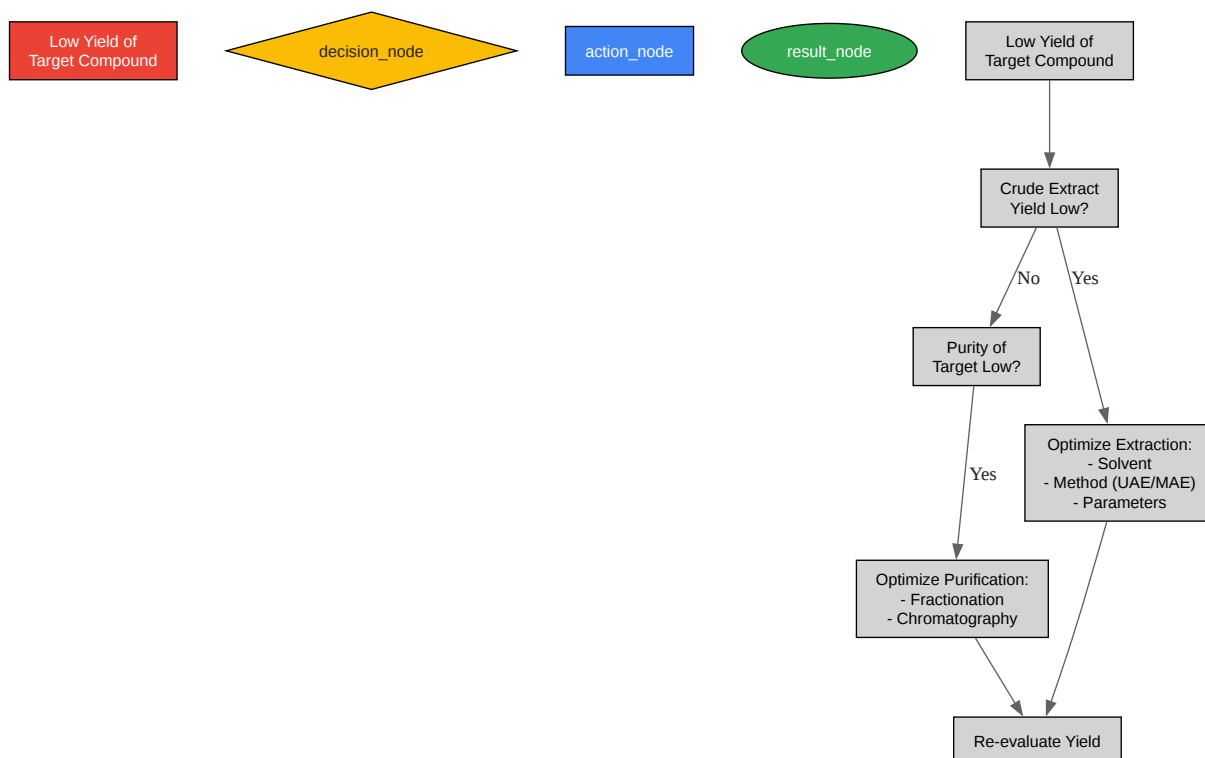 Low Yield of
Target Compound
decision_node
action_node
result_node
Low Yield of
Target Compound
Crude Extract
Yield Low?
No
Yes
Purity of
Target Low?
Optimize Extraction:
- Solvent
- Method (UAE/MAE)
- Parameters
Yes
Optimize Purification:
- Fractionation
- Chromatography
Re-evaluate Yield